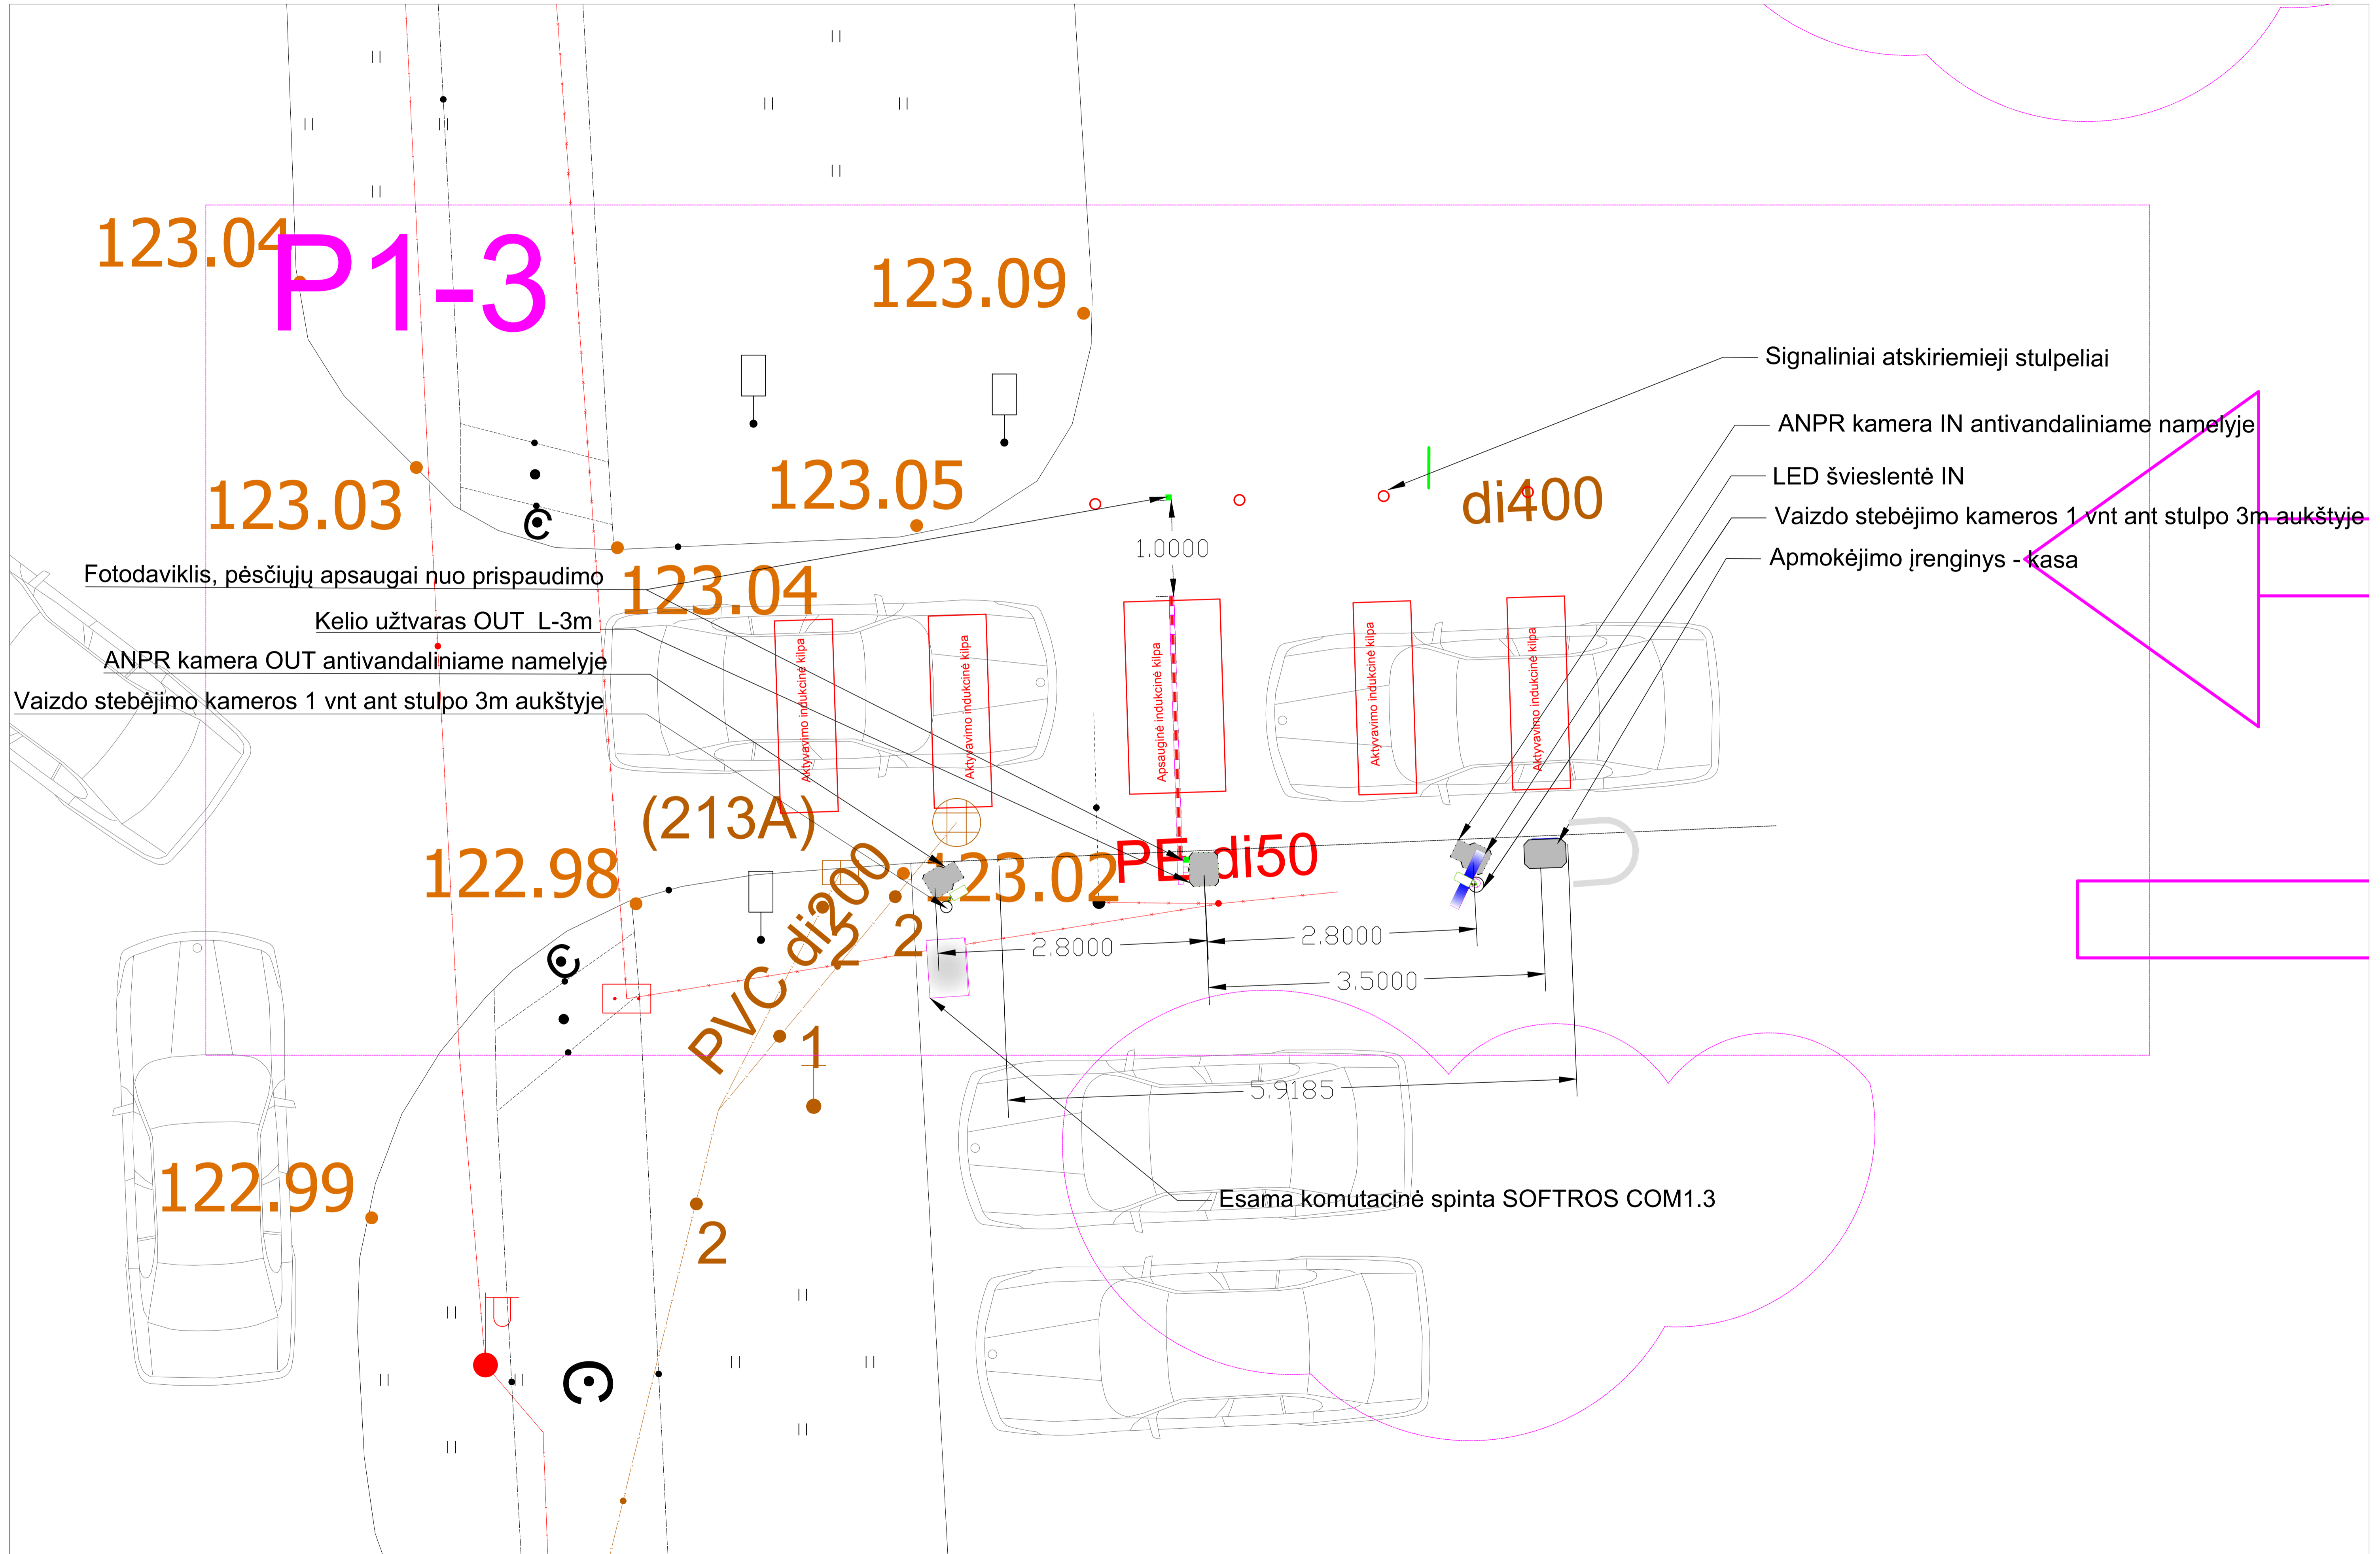 123.04
P1-3
123.09
Signaliniai atskiriemieji stulpeliai
ANPR kamera IN antivandaliniame namelyje
123.05
LED švieslentė IN
123.03
di400
Vaizdo stebėjimo kameros 1 vnt ant stulpo 3m aukštyje
1.0000
Apmokėjimo įrenginys - kasa
Fotodaviklis, pėsčiųjų apsaugai nuo prispaudimo
123.04
Kelio užtvaras OUT L-3m
ANPR kamera OUT antivandaliniame namelyje
Vaizdo stebėjimo kameros 1 vnt ant stulpo 3m aukštyje
Aktyvavimo indukcinė kilpa
Aktyvavimo indukcinė kilpa
Apsauginė indukcinė kilpa
Aktyvavimo indukcinė kilpa
Aktyvavimo indukcinė kilpa
(213A)
122.98
123.02
PE di50
PVC di200
2
2
2.8000
2.8000
3.5000
1
5.9185
122.99
Esama komutacinė spinta SOFTROS COM1.3
2